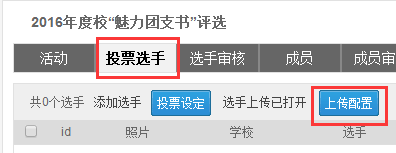 2016年度校“魅力团支书”评选
活动 投票选手 选手审核 成员 成员审
共0个选手 添加选手 投票设定 选手上传已打开 上传配置
id 照片 学校 选手